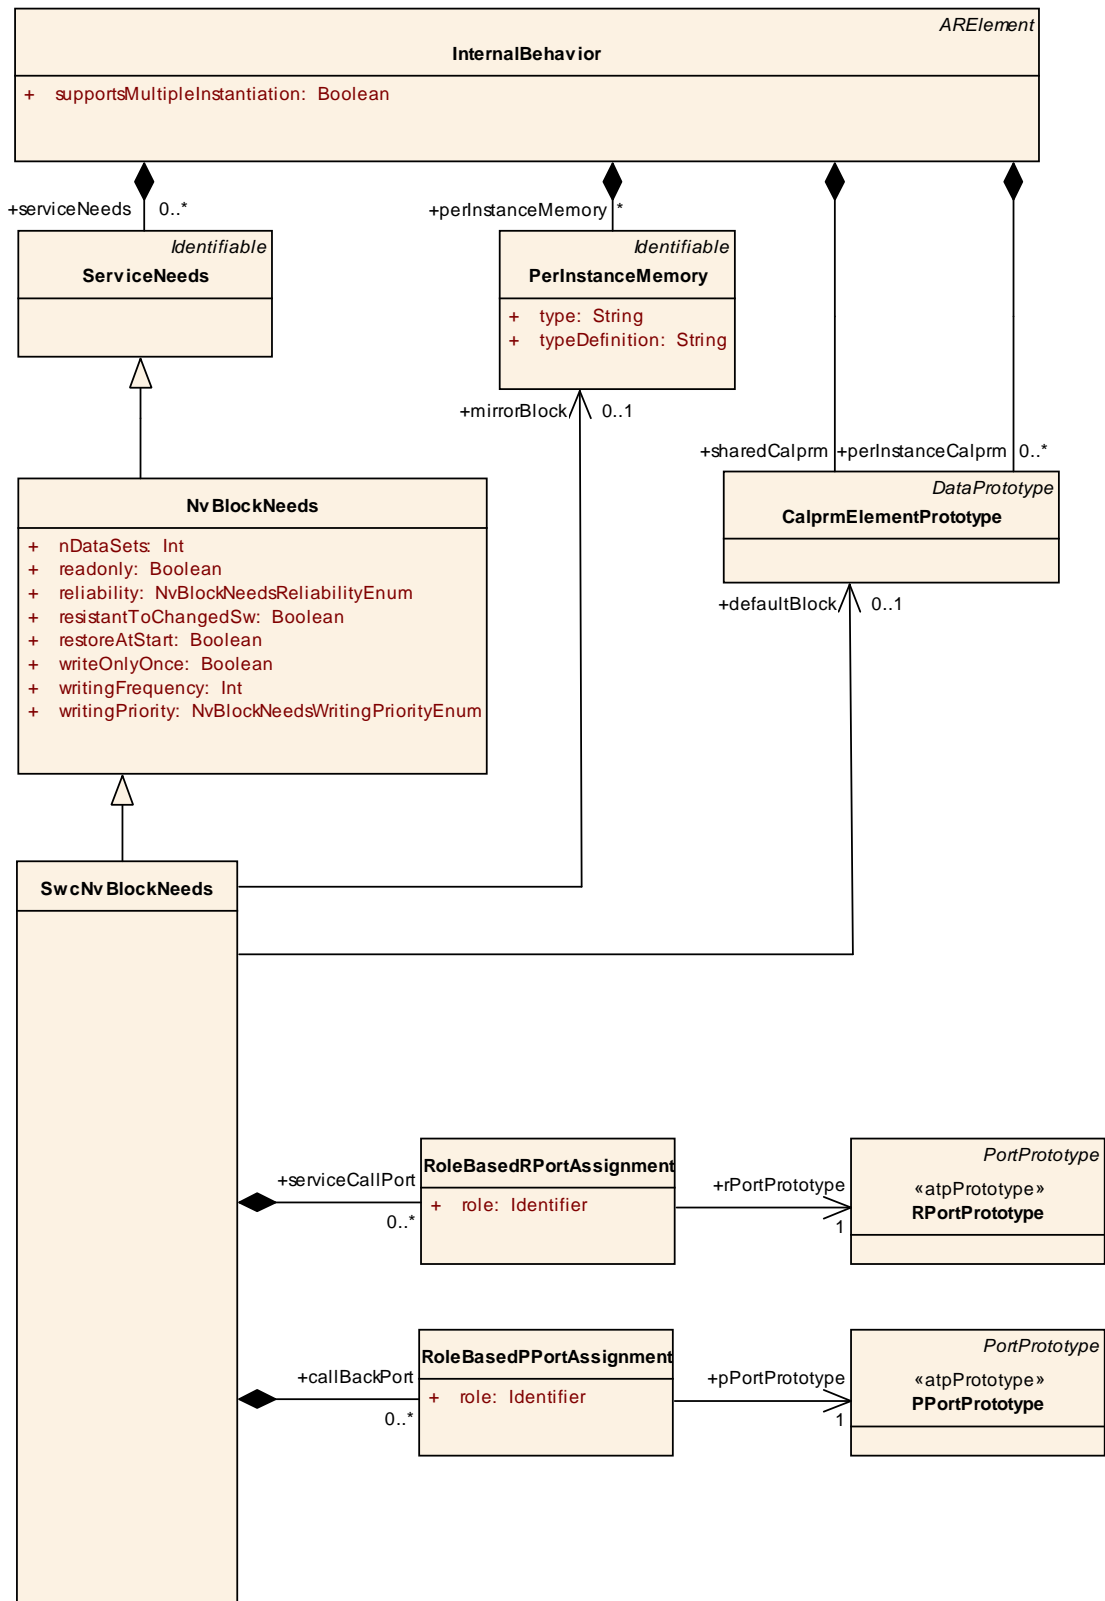 ARElement
InternalBehavior
+ supportsMultipleInstantiation: Boolean
+serviceNeeds 0..*
+perInstanceMemory *
Identifiable
ServiceNeeds
Identifiable
PerInstanceMemory
+ type: String
+ typeDefinition: String
+mirrorBlock 0..1
+sharedCalprm +perInstanceCalprm 0..*
DataPrototype
CalprmElementPrototype
+defaultBlock 0..1
NvBlockNeeds
+ nDataSets: Int
+ readonly: Boolean
+ reliability: NvBlockNeedsReliabilityEnum
+ resistantToChangedSw: Boolean
+ restoreAtStart: Boolean
+ writeOnlyOnce: Boolean
+ writingFrequency: Int
+ writingPriority: NvBlockNeedsWritingPriorityEnum
SwcNvBlockNeeds
+serviceCallPort
0..*
RoleBasedRPortAssignment
+ role: Identifier
+rPortPrototype
1
PortPrototype
«atpPrototype»
RPortPrototype
+callBackPort
0..*
RoleBasedPPortAssignment
+ role: Identifier
+pPortPrototype
1
PortPrototype
«atpPrototype»
PPortPrototype